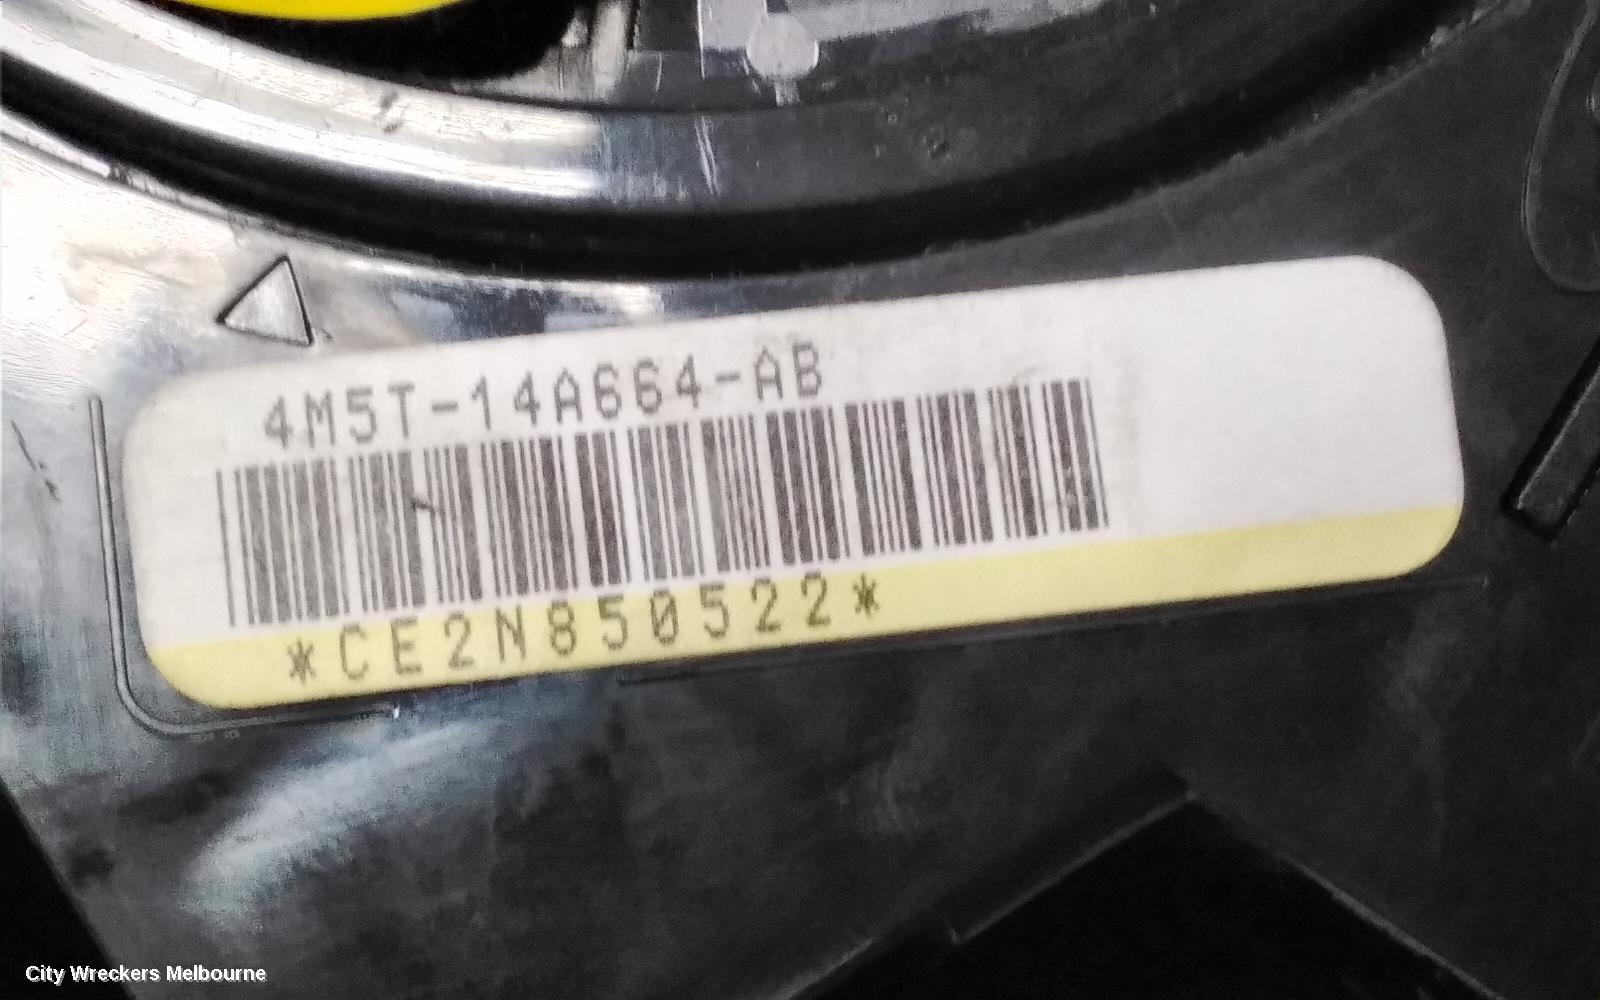 4M5T-14A664-AB
*CE2N850522*
City Wreckers Melbourne